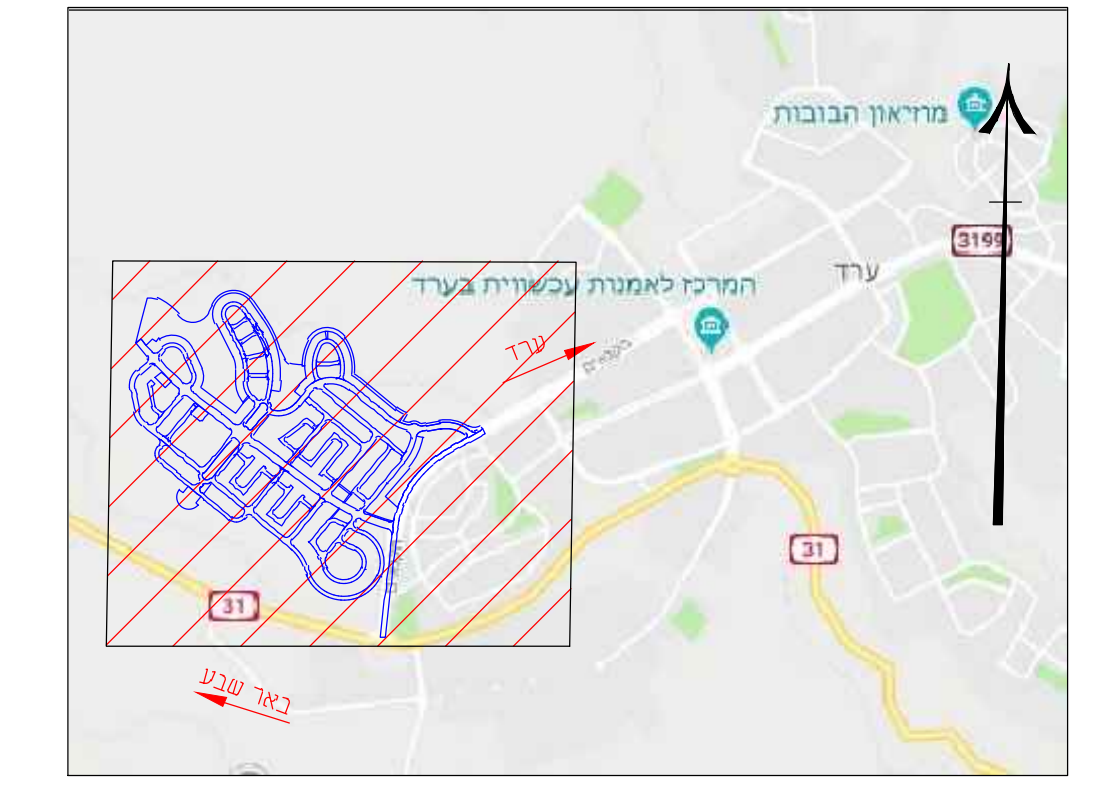 מוזיאון הבובות
3199
ערד
המרכז לאמנות עכשווית בערד
ערד
31
31
באר שבע